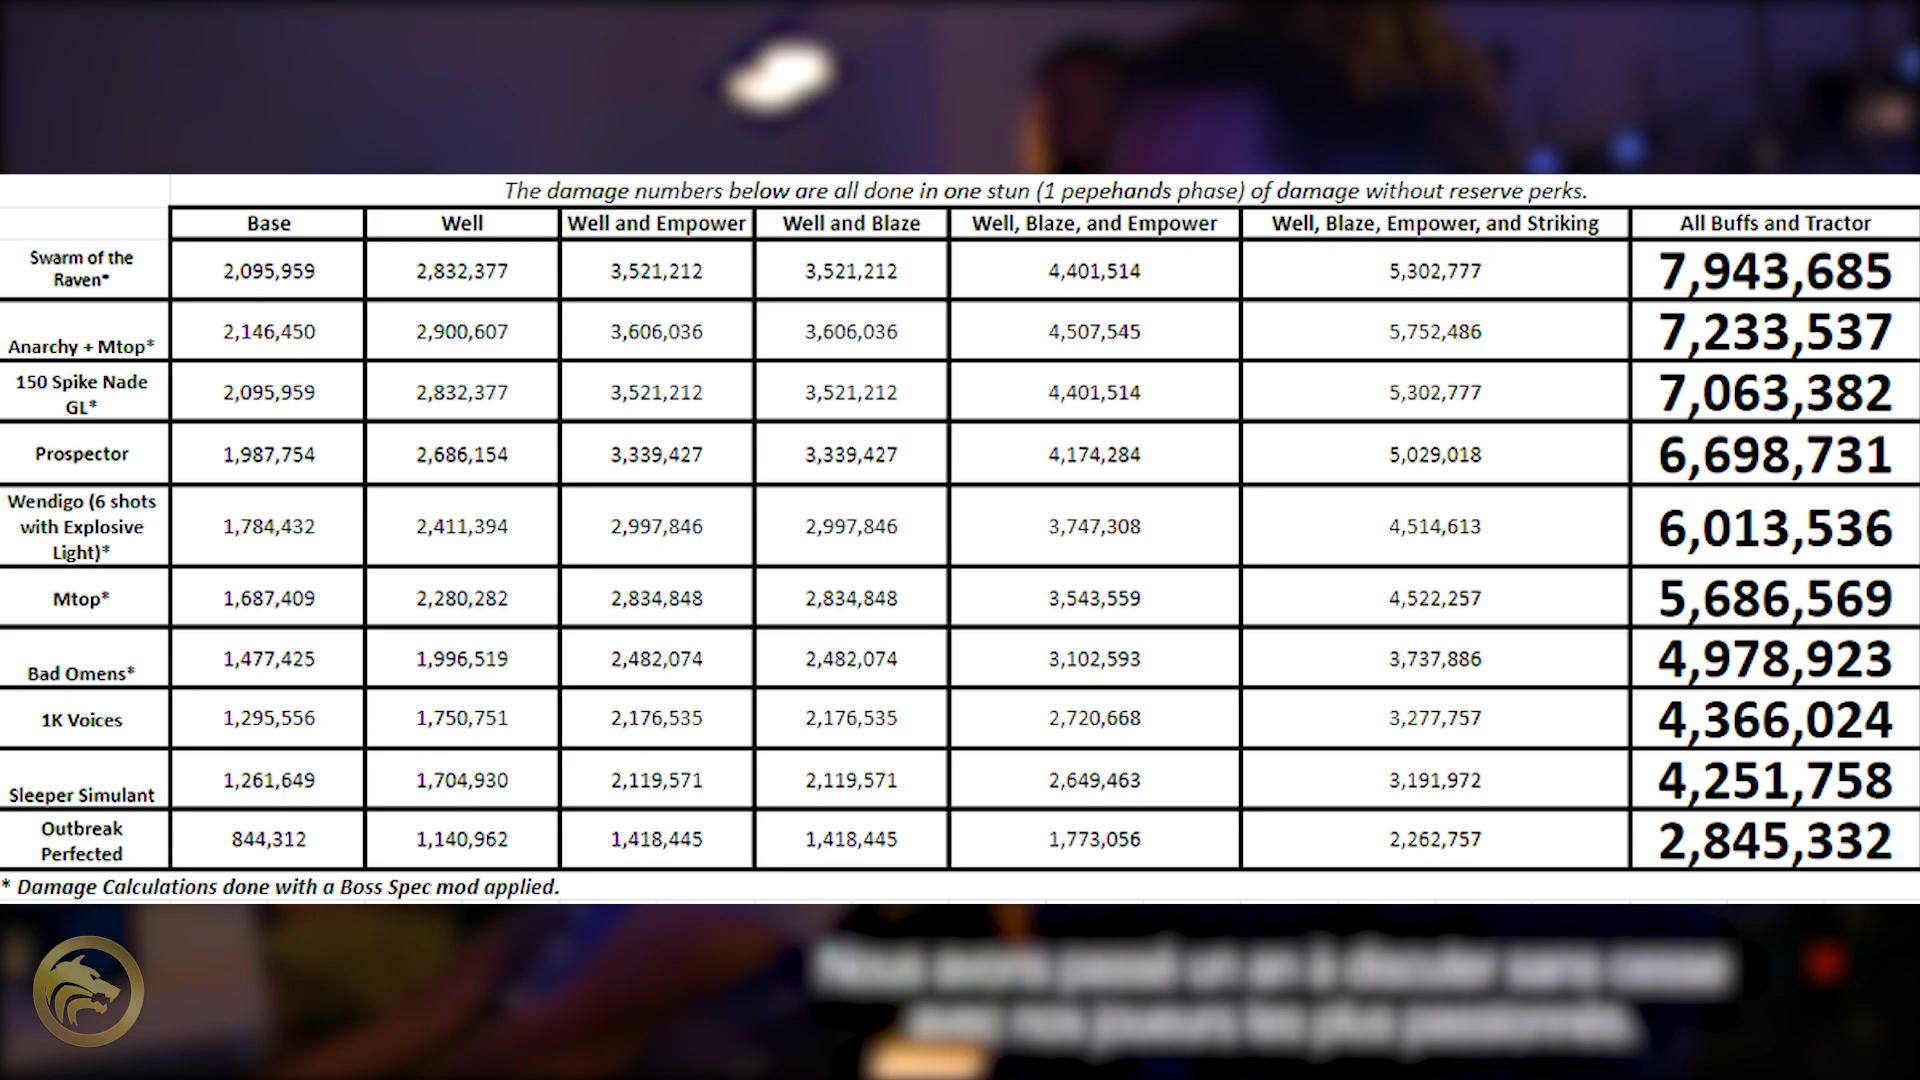 The damage numbers below are all done in one stun (1 pepehands phase) of damage without reserve perks.
Base Well Well and Empower Well and Blaze Well, Blaze, and Empower Well, Blaze, Empower, and Striking All Buffs and Tractor
Swarm of the
Raven* 2,095,959 2,832,377 3,521,212 3,521,212 4,401,514 5,302,777 7,943,685
Anarchy + Mtop* 2,146,450 2,900,607 3,606,036 3,606,036 4,507,545 5,752,486 7,233,537
150 Spike Nade
GL* 2,095,959 2,832,377 3,521,212 3,521,212 4,401,514 5,302,777 7,063,382
Prospector 1,987,754 2,686,154 3,339,427 3,339,427 4,174,284 5,029,018 6,698,731
Wendigo (6 shots
with Explosive
Light)* 1,784,432 2,411,394 2,997,846 2,997,846 3,747,308 4,514,613 6,013,536
Mtop* 1,687,409 2,280,282 2,834,848 2,834,848 3,543,559 4,522,257 5,686,569
Bad Omens* 1,477,425 1,996,519 2,482,074 2,482,074 3,102,593 3,737,886 4,978,923
1K Voices 1,295,556 1,750,751 2,176,535 2,176,535 2,720,668 3,277,757 4,366,024
Sleeper Simulant 1,261,649 1,704,930 2,119,571 2,119,571 2,649,463 3,191,972 4,251,758
Outbreak
Perfected 844,312 1,140,962 1,418,445 1,418,445 1,773,056 2,262,757 2,845,332
* Damage Calculations done with a Boss Spec mod applied.